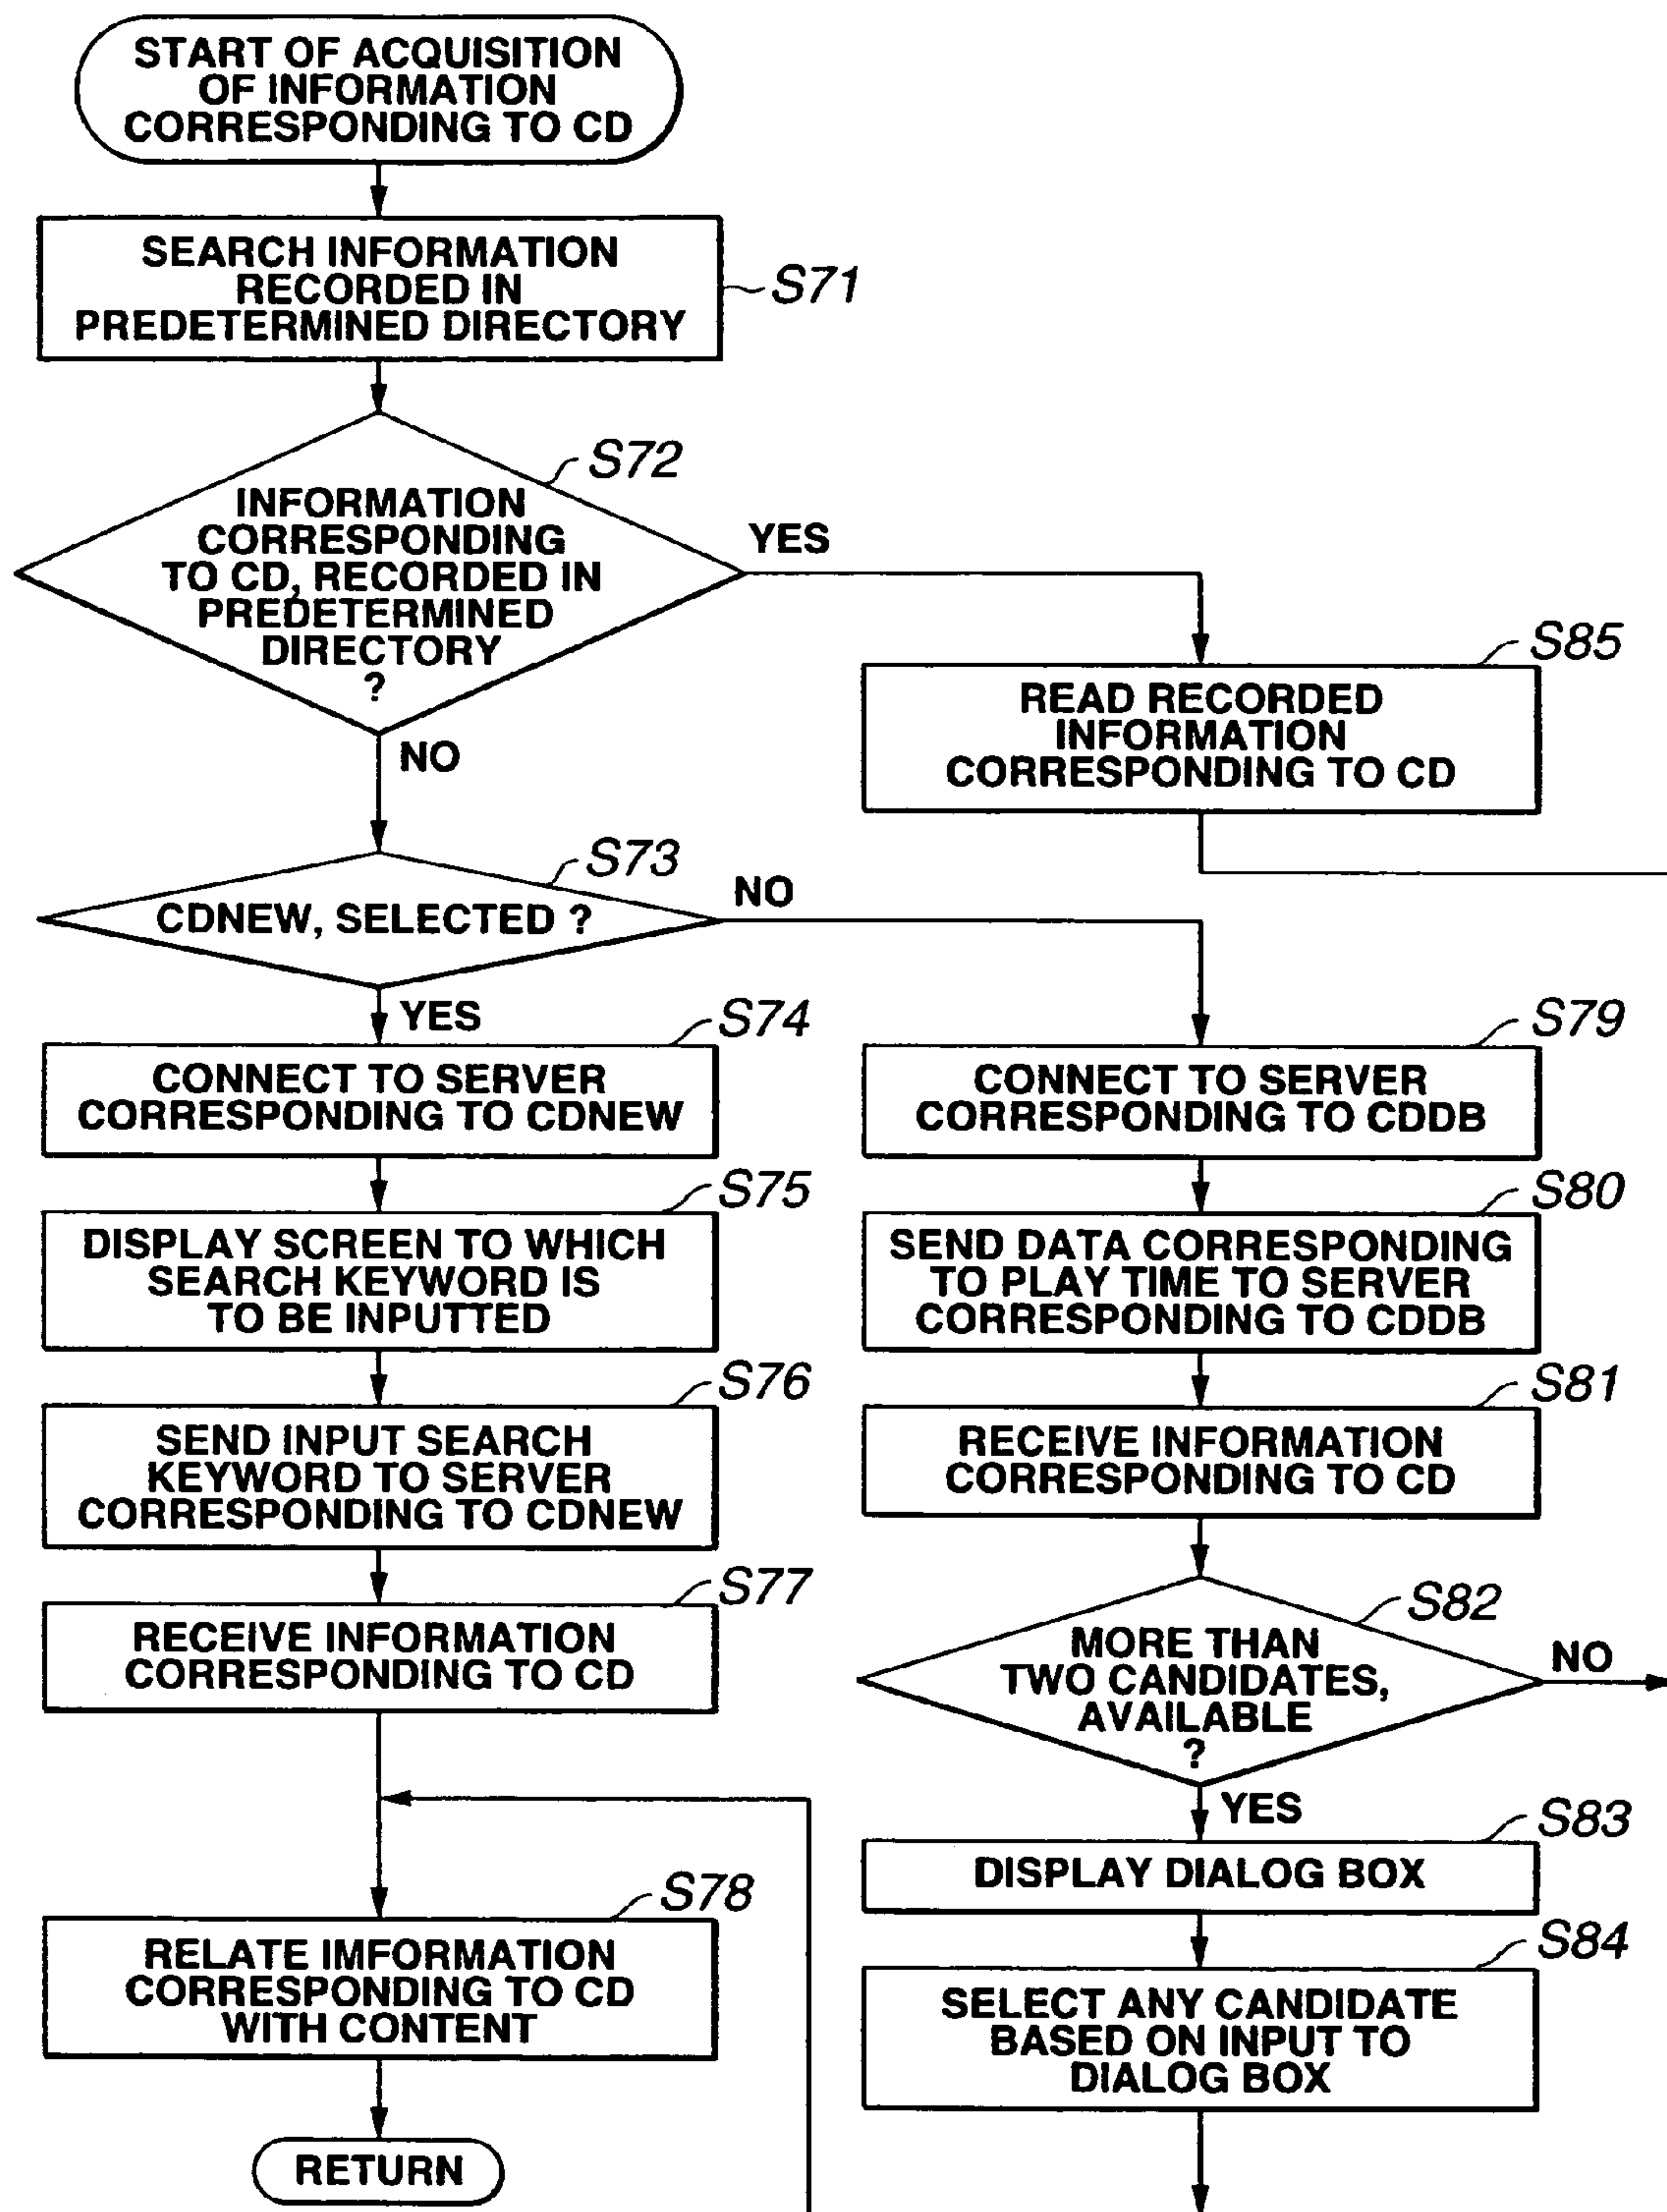 START OF ACQUISITION
OF INFORMATION
CORRESPONDING TO CD
SEARCH INFORMATION
RECORDED IN
PREDETERMINED DIRECTORY
S71
S72
INFORMATION
CORRESPONDING
TO CD, RECORDED IN
PREDETERMINED
DIRECTORY
?
YES
NO
S85
READ RECORDED
INFORMATION
CORRESPONDING TO CD
S73
CDNEW, SELECTED ?
NO
YES
S74
CONNECT TO SERVER
CORRESPONDING TO CDNEW
S75
DISPLAY SCREEN TO WHICH
SEARCH KEYWORD IS
TO BE INPUTTED
S76
SEND INPUT SEARCH
KEYWORD TO SERVER
CORRESPONDING TO CDNEW
S77
RECEIVE INFORMATION
CORRESPONDING TO CD
S78
RELATE IMFORMATION
CORRESPONDING TO CD
WITH CONTENT
RETURN
S79
CONNECT TO SERVER
CORRESPONDING TO CDDB
S80
SEND DATA CORRESPONDING
TO PLAY TIME TO SERVER
CORRESPONDING TO CDDB
S81
RECEIVE INFORMATION
CORRESPONDING TO CD
S82
MORE THAN
TWO CANDIDATES,
AVAILABLE
?
NO
YES
S83
DISPLAY DIALOG BOX
S84
SELECT ANY CANDIDATE
BASED ON INPUT TO
DIALOG BOX